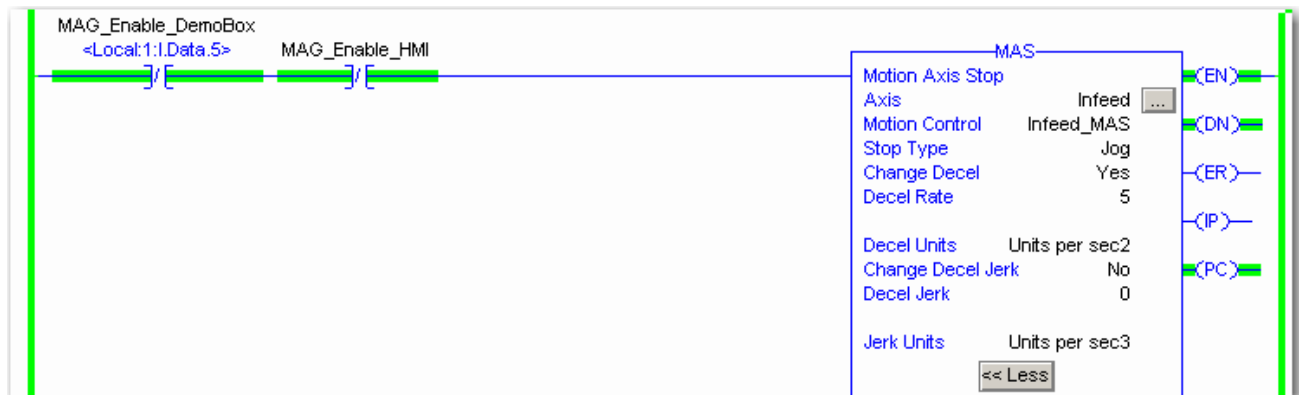 MAG_Enable_DemoBox
<Local:1:I.Data.5> MAG_Enable_HMI
MAS
Motion Axis Stop (EN)
Axis Infeed ...
Motion Control Infeed_MAS (DN)
Stop Type Jog
Change Decel Yes (ER)
Decel Rate 5
(IP)
Decel Units Units per sec2
Change Decel Jerk No (PC)
Decel Jerk 0
Jerk Units Units per sec3
<< Less